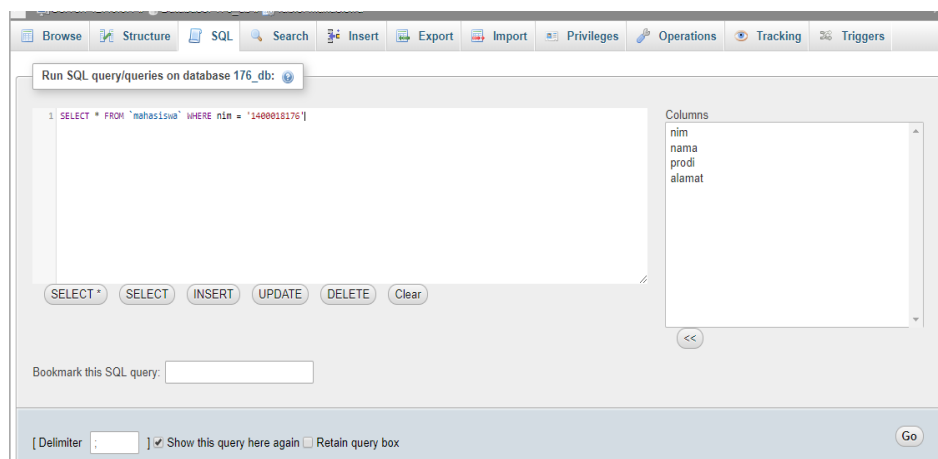 Browse Structure SQL Search Insert Export Import Privileges Operations Tracking Triggers
Run SQL query/queries on database 176_db:
1 SELECT * FROM `mahasiswa` WHERE nim = '1400018176'
Columns
nim
nama
prodi
alamat
SELECT * SELECT INSERT UPDATE DELETE Clear
<<
Bookmark this SQL query:
[ Delimiter ; ] Show this query here again Retain query box
Go